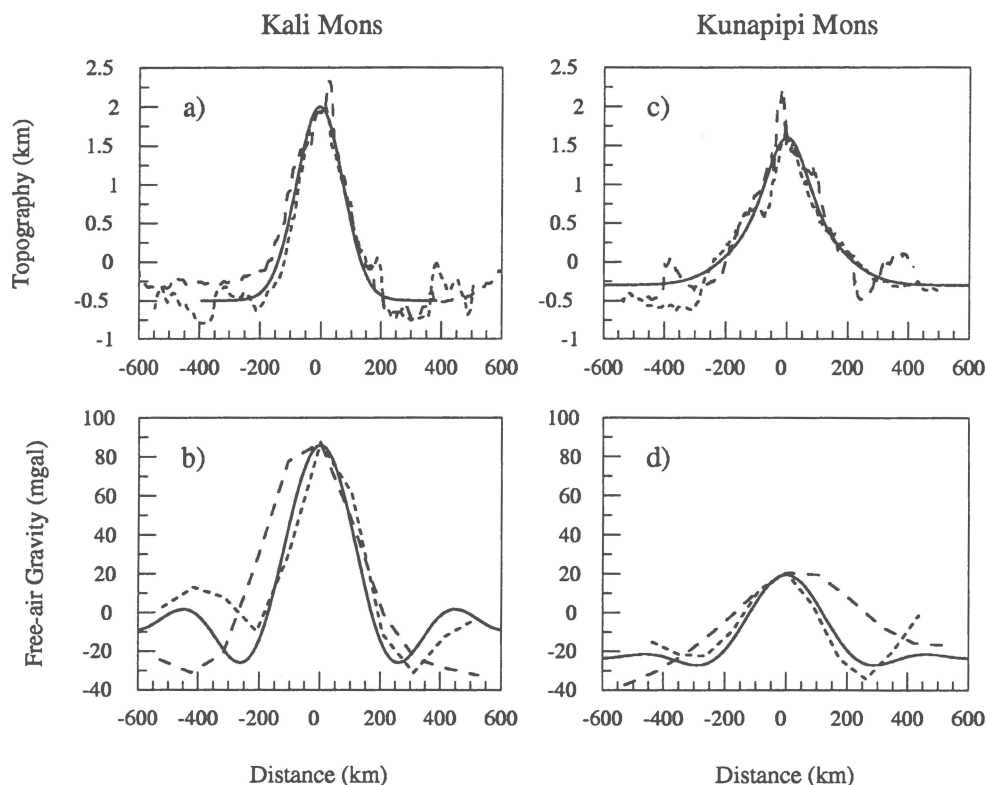 Kali Mons
Kunapipi Mons
Topography (km)
2.5
2
1.5
1
0.5
0
-0.5
-1
a)
-600 -400 -200 0 200 400 600
2.5
2
1.5
1
0.5
0
-0.5
-1
c)
-600 -400 -200 0 200 400 600
Free-air Gravity (mgal)
100
80
60
40
20
0
-20
-40
b)
-600 -400 -200 0 200 400 600
Distance (km)
100
80
60
40
20
0
-20
-40
d)
-600 -400 -200 0 200 400 600
Distance (km)